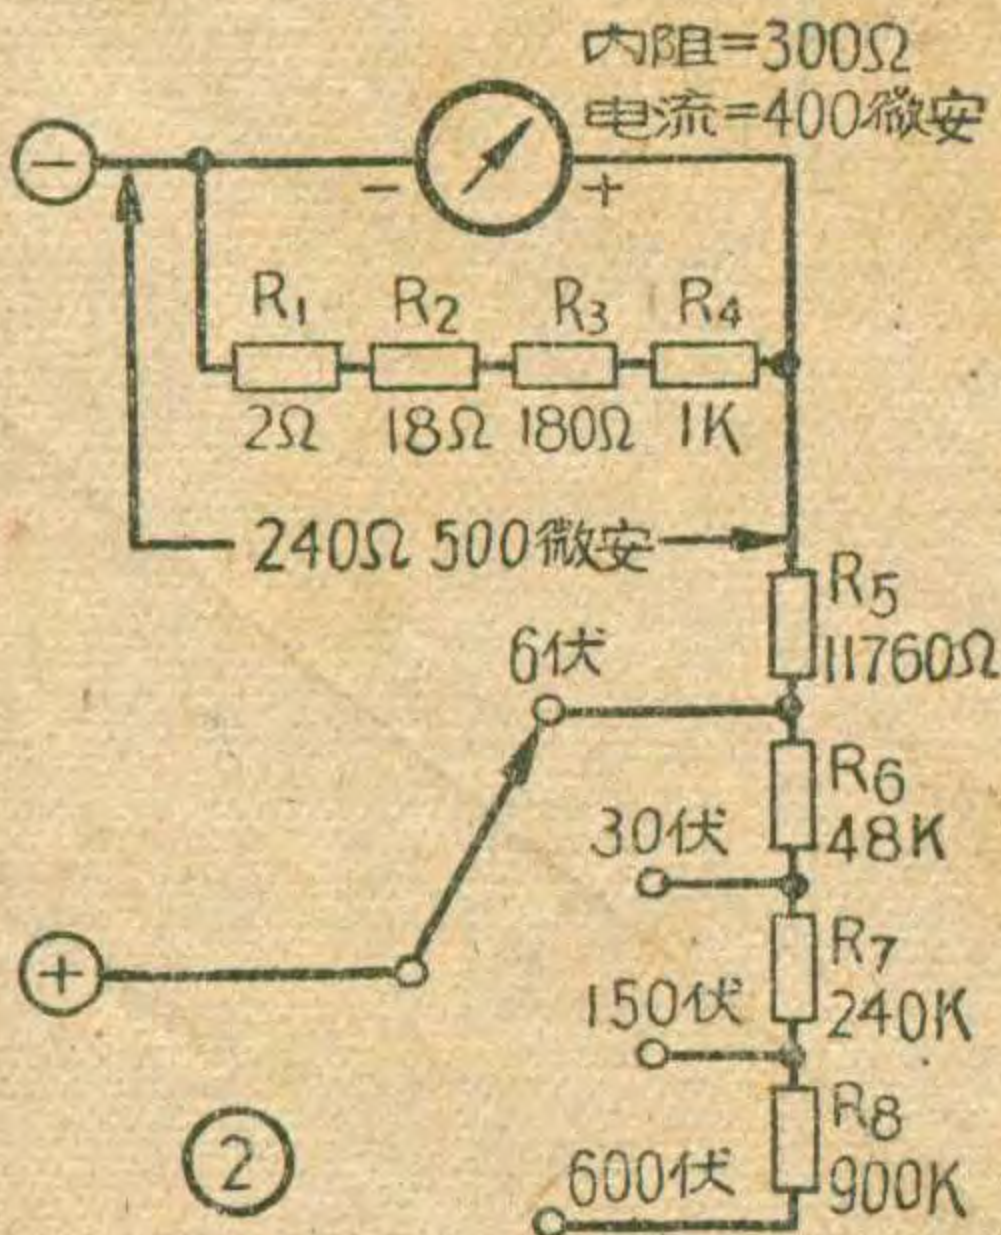 内阻=300Ω
电流=400微安
−
− +
R1 R2 R3 R4
2Ω 18Ω 180Ω 1K
240Ω 500微安
R5
11760Ω
6伏
R6
48K
30伏
+
R7
240K
150伏
R8
900K
600伏
2